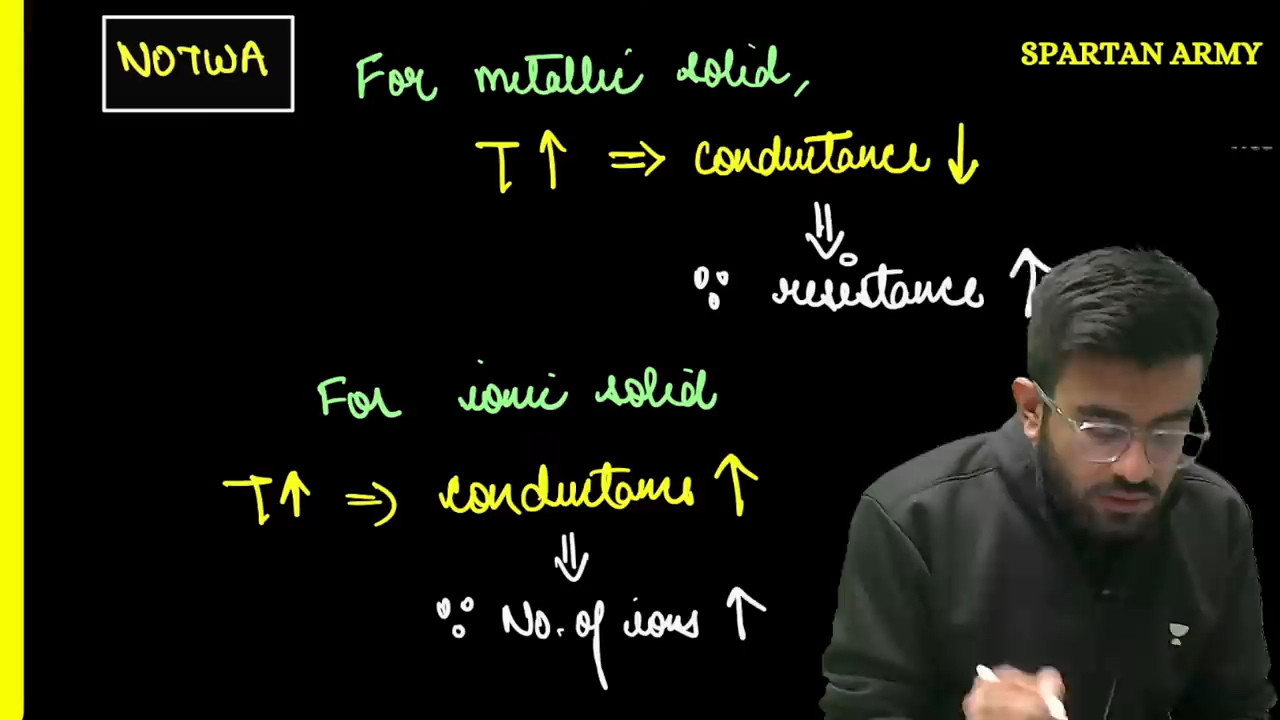 NOTWA
SPARTAN ARMY
For metallic solid,
T ↑ ⇒ conductance ↓
⇓
∵ resistance ↑
For ionic solid
T ↑ ⇒ conductance ↑
⇓
∵ No. of ions ↑